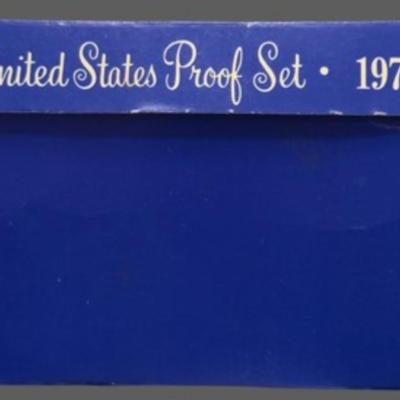 nited States Proof Set · 197